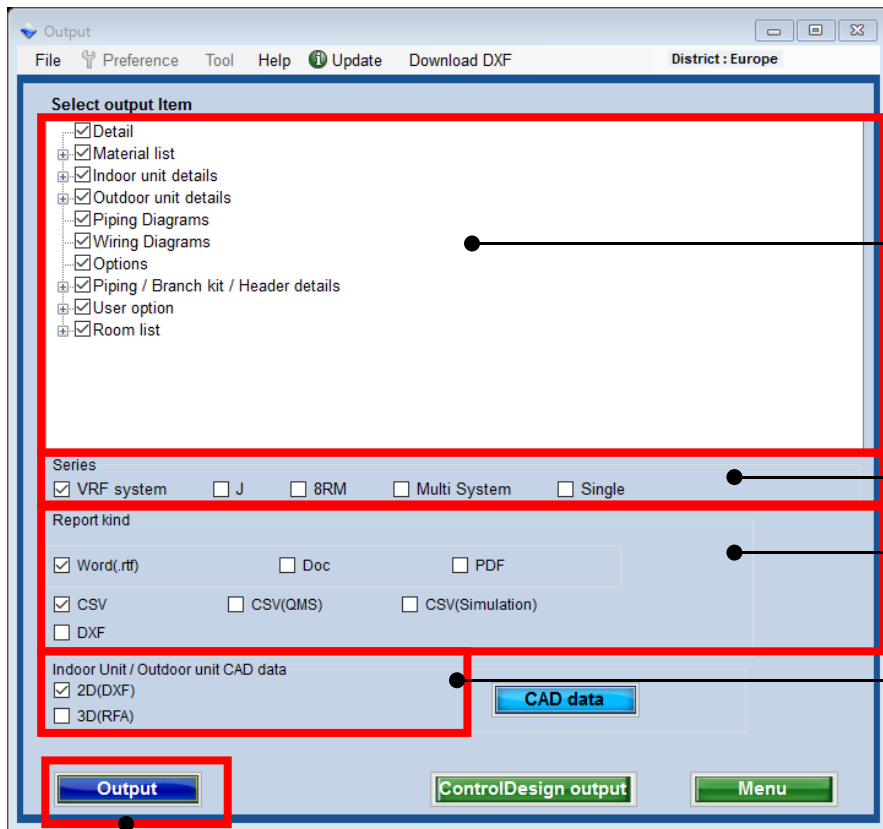 Output
File Preference Tool Help Update Download DXF District : Europe
Select output Item
Detail
Material list
Indoor unit details
Outdoor unit details
Piping Diagrams
Wiring Diagrams
Options
Piping / Branch kit / Header details
User option
Room list
Series
VRF system J 8RM Multi System Single
Report kind
Word(.rtf) Doc PDF
CSV CSV(QMS) CSV(Simulation)
DXF
Indoor Unit / Outdoor unit CAD data
2D(DXF)
CAD data
3D(RFA)
Output ControlDesign output Menu